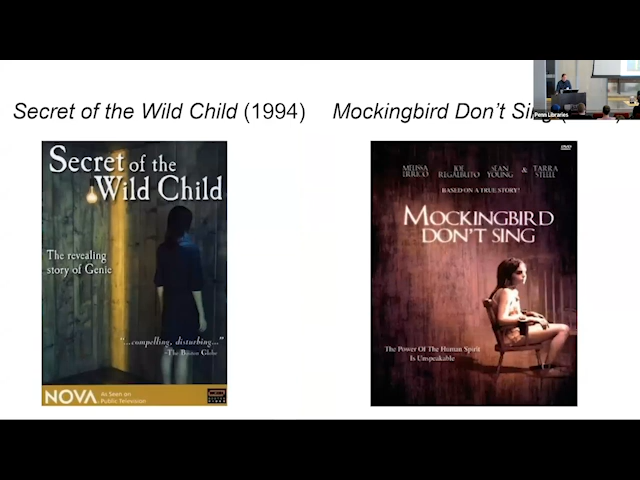 Secret of the Wild Child (1994)
Mockingbird Don't Sin
Penn Libraries
Secret of the
Wild Child
The revealing
story of Genie
"...compelling, disturbing..."
–The Boston Globe
NOVA
As Seen on
Public Television
DVD
MELISSA ERRICO
JOE REGALBUTO
SEAN YOUNG
& TARRA STEELE
BASED ON A TRUE STORY
MOCKINGBIRD
DON'T SING
The Power Of The Human Spirit
Is Unspeakable